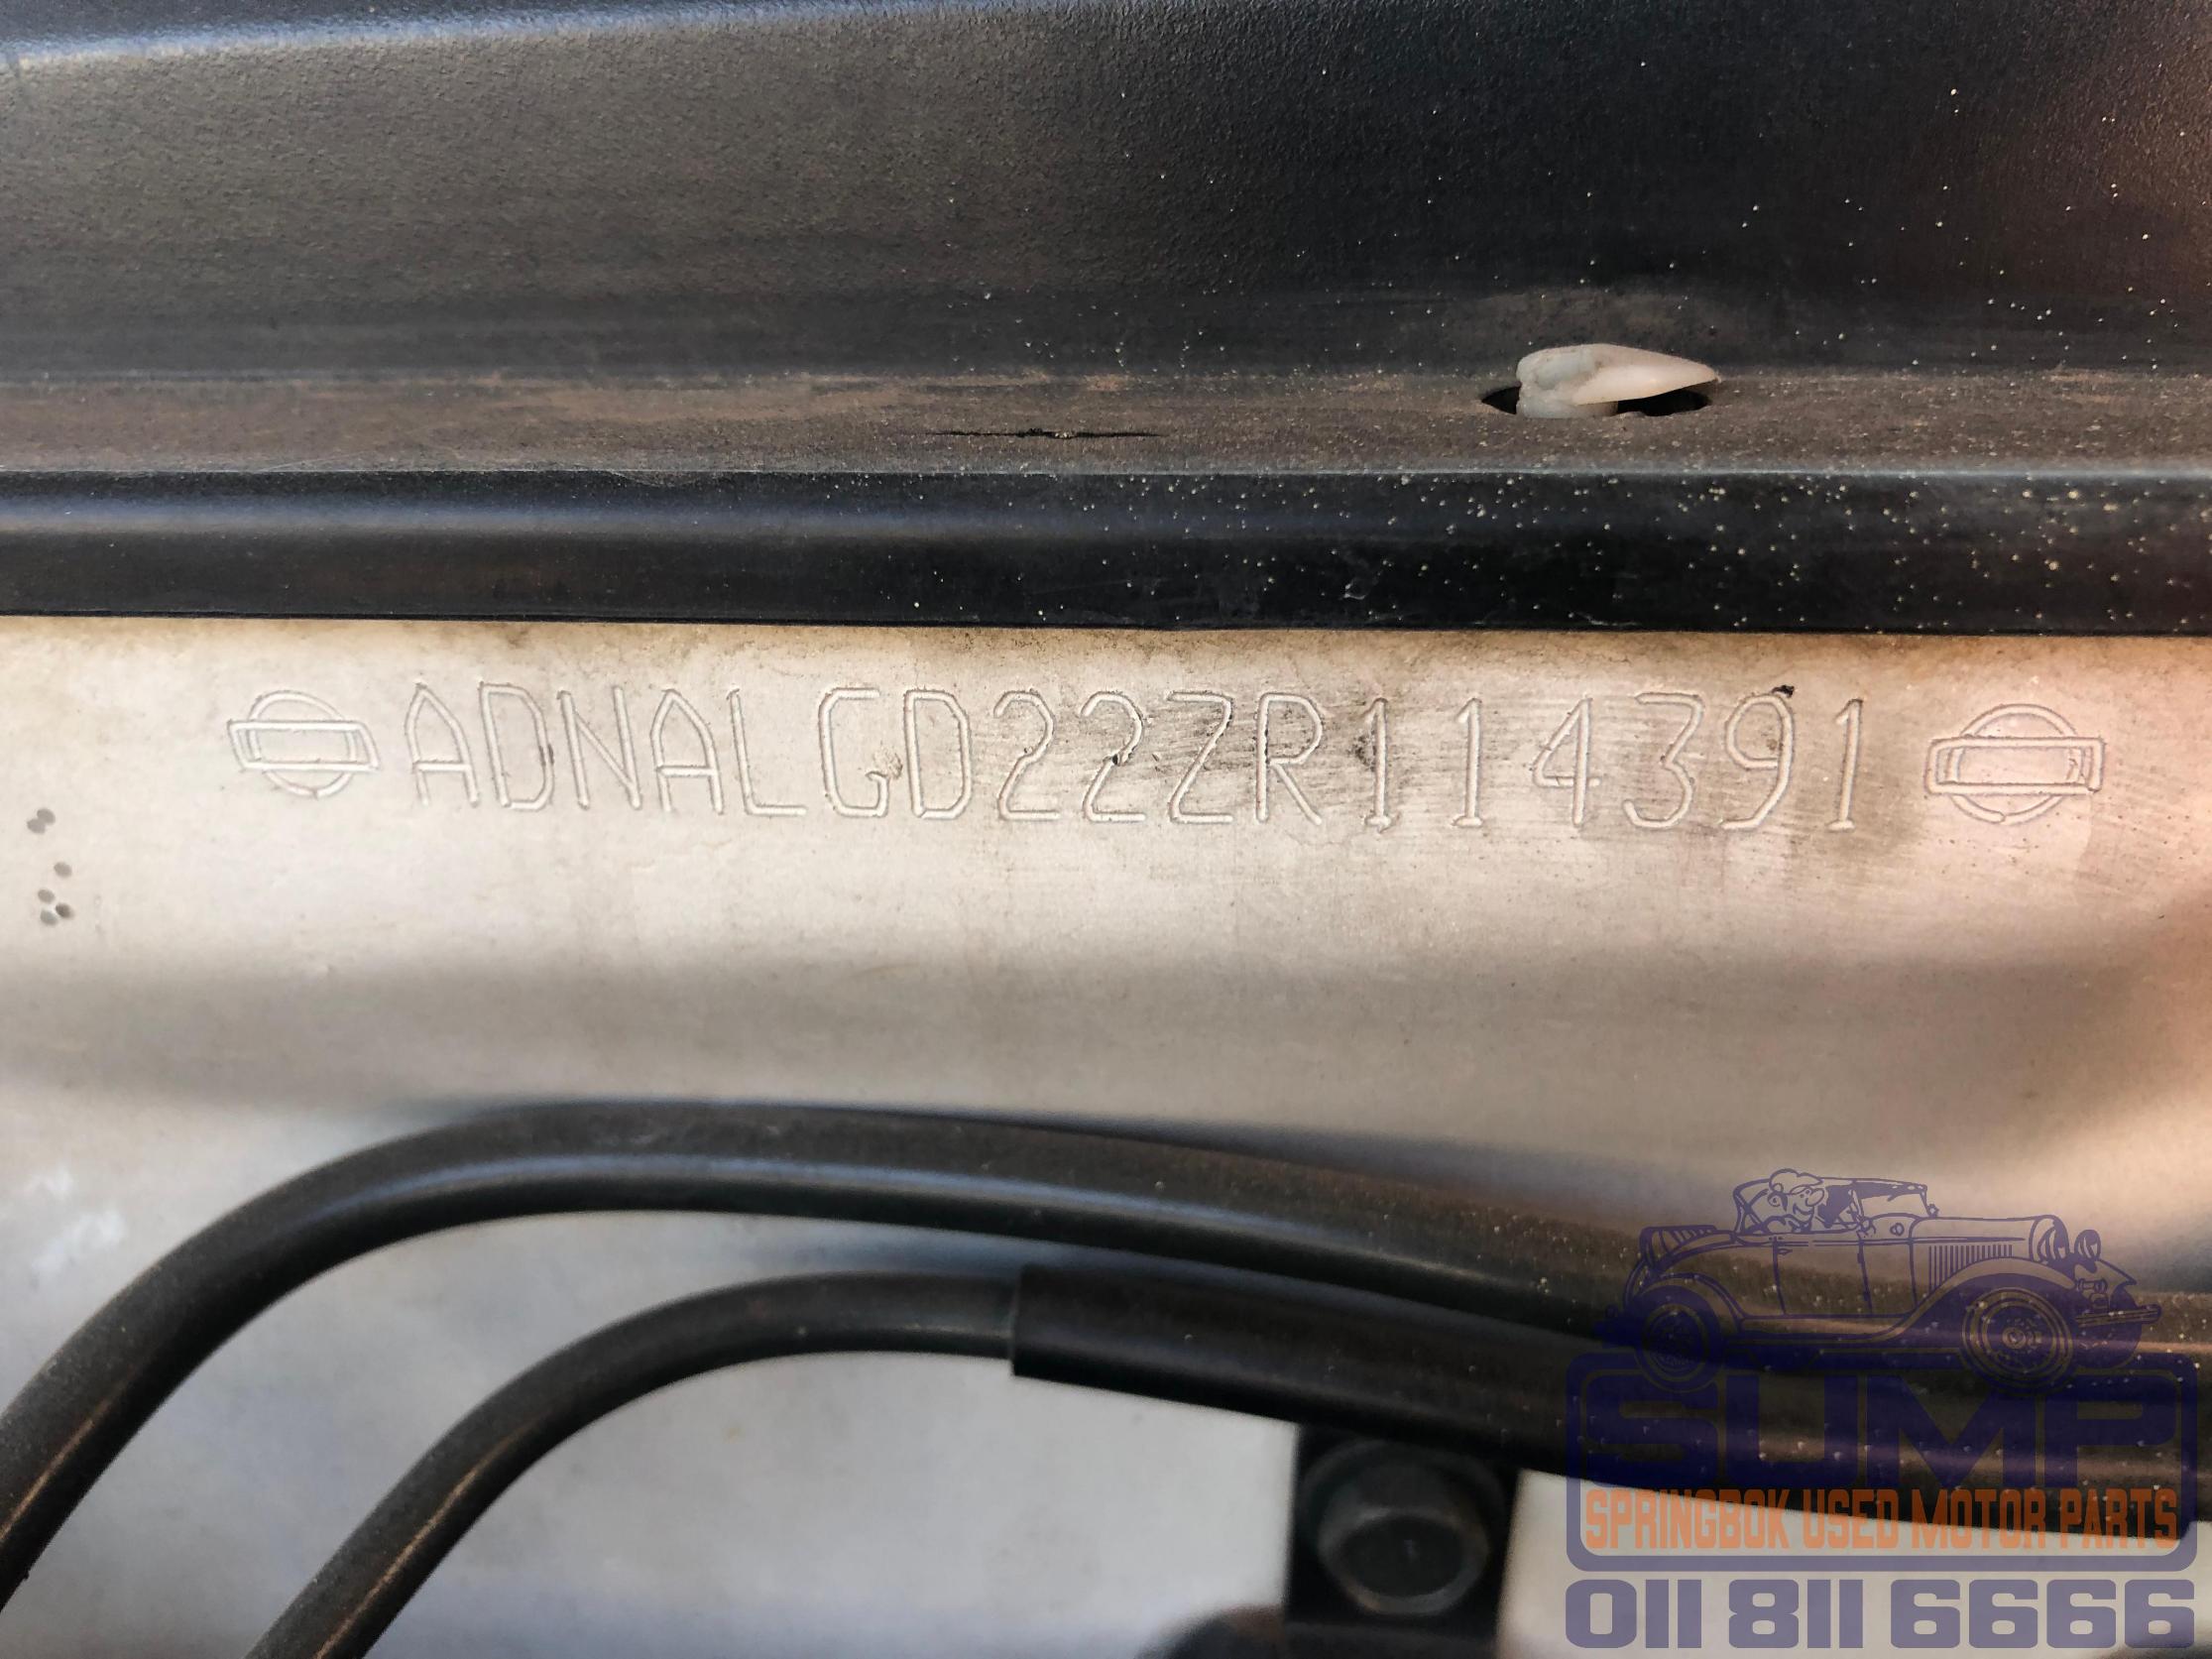 ADNALGD22ZR114391
SUMP
SPRINGBOK USED MOTOR PARTS
011 811 6666